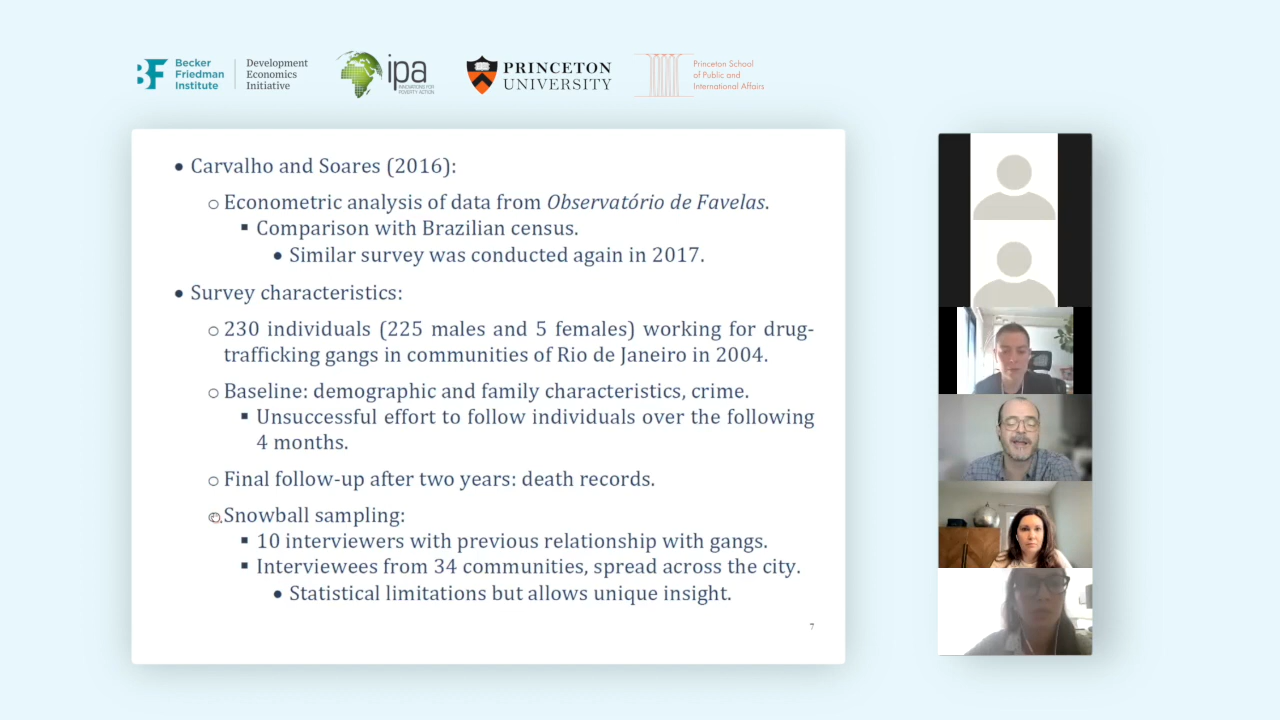 Becker
Friedman
Institute
Development
Economics
Initiative
ipa
INNOVATIONS FOR
POVERTY ACTION
PRINCETON
UNIVERSITY
Princeton School
of Public and
International Affairs
• Carvalho and Soares (2016):
○ Econometric analysis of data from Observatório de Favelas.
▪ Comparison with Brazilian census.
• Similar survey was conducted again in 2017.
• Survey characteristics:
○ 230 individuals (225 males and 5 females) working for drug-
trafficking gangs in communities of Rio de Janeiro in 2004.
○ Baseline: demographic and family characteristics, crime.
▪ Unsuccessful effort to follow individuals over the following
4 months.
○ Final follow-up after two years: death records.
○ Snowball sampling:
▪ 10 interviewers with previous relationship with gangs.
▪ Interviewees from 34 communities, spread across the city.
• Statistical limitations but allows unique insight.
7